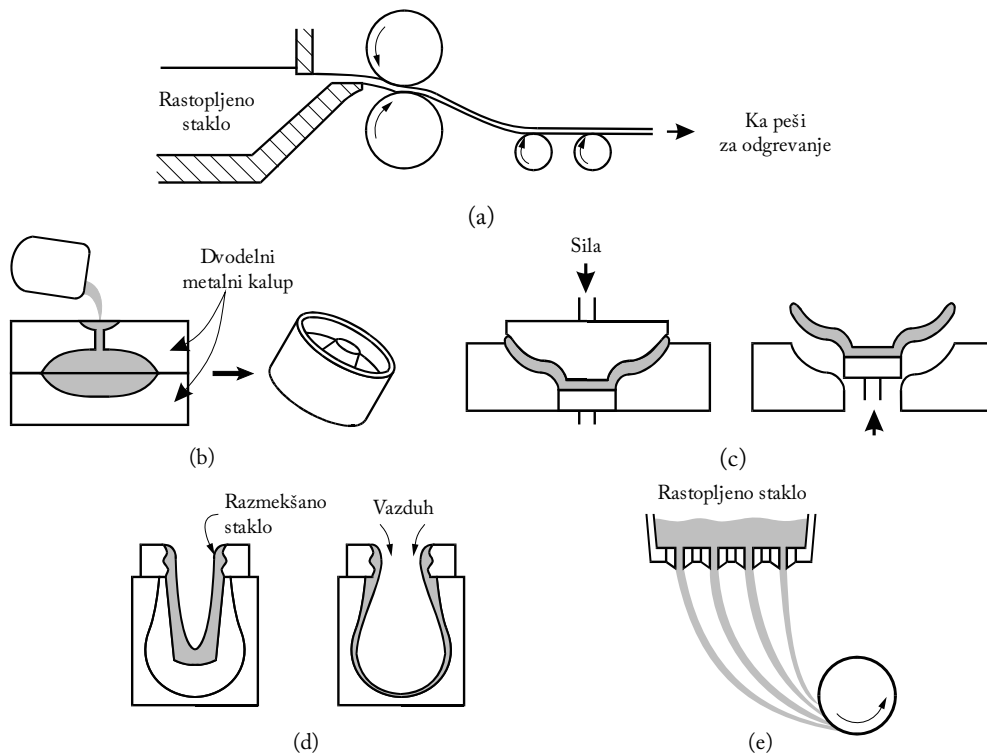 Rastopljeno
staklo
Ka peši
za odgrevanje
(a)
Dvodelni
metalni kalup
(b)
Sila
(c)
Razmekšano
staklo
Vazduh
(d)
Rastopljeno staklo
(e)